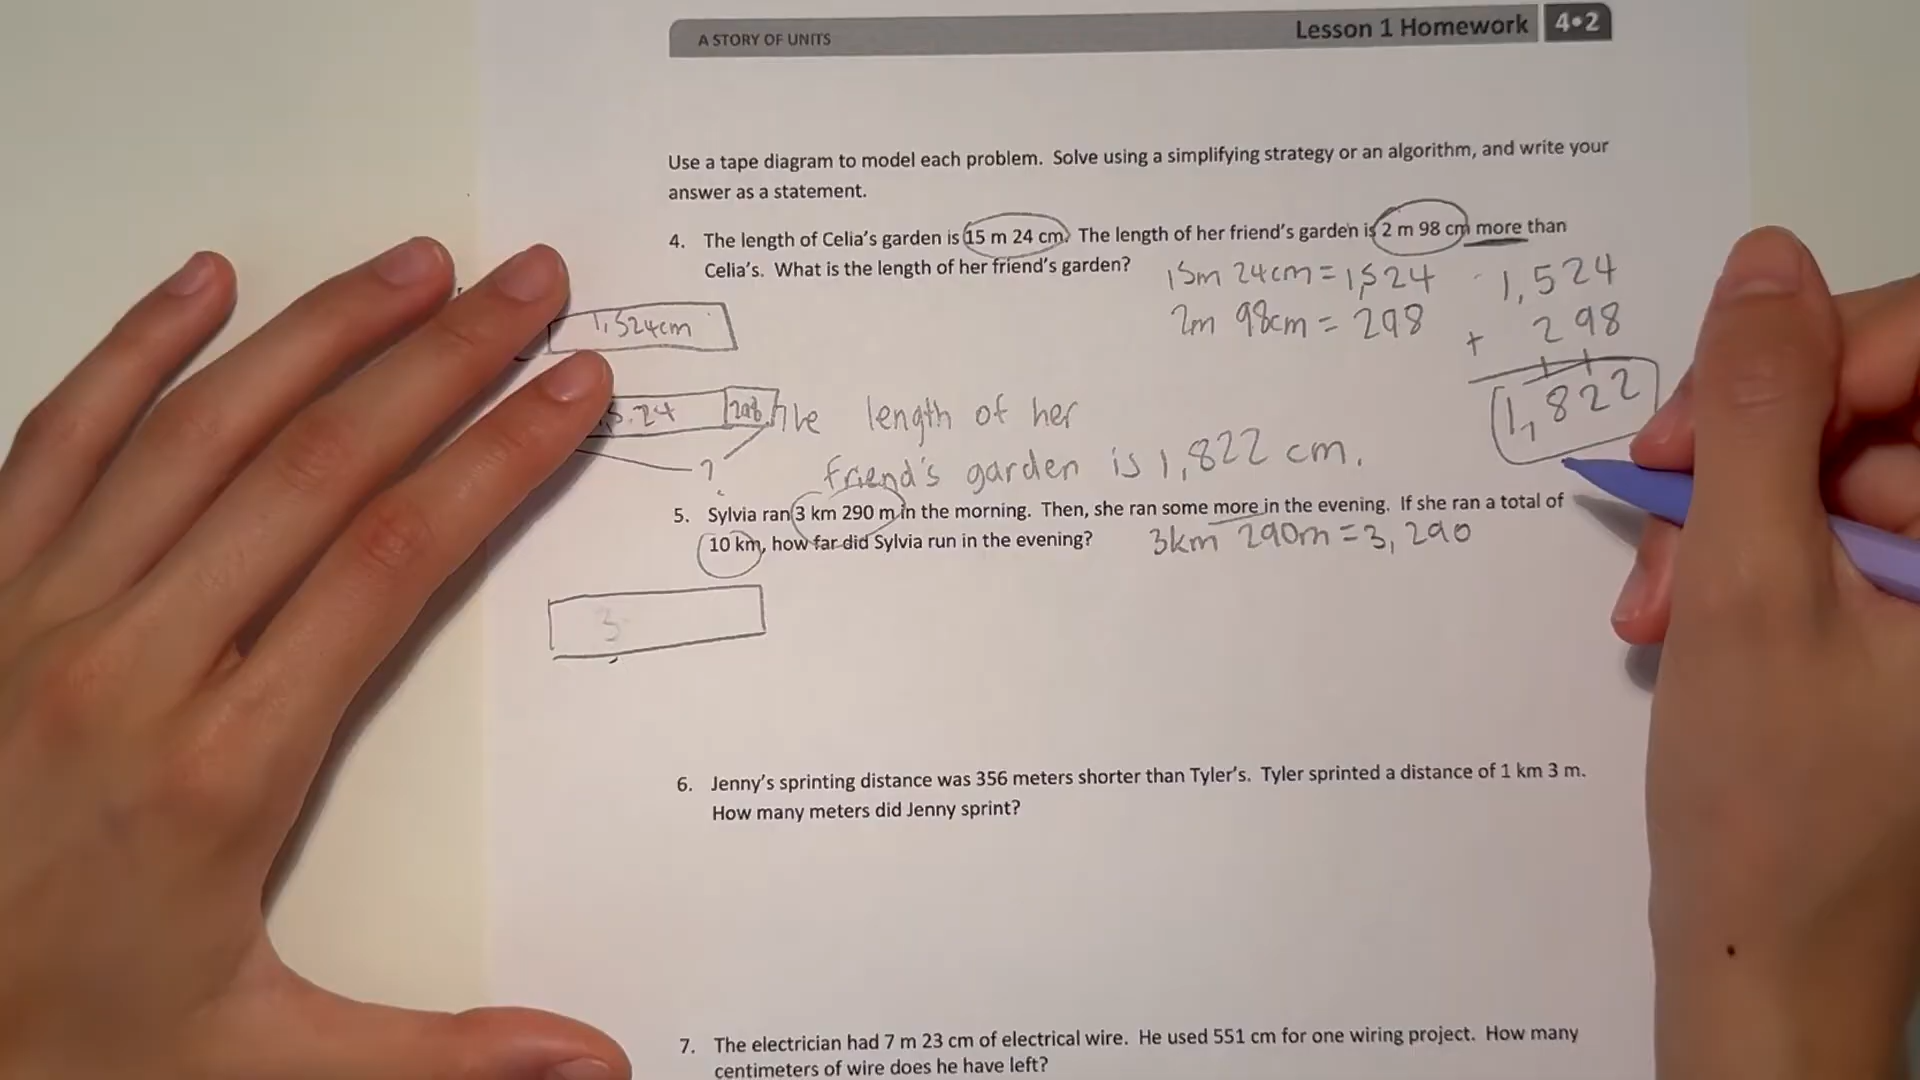 A STORY OF UNITS
Lesson 1 Homework 4•2
Use a tape diagram to model each problem. Solve using a simplifying strategy or an algorithm, and write your
answer as a statement.
4. The length of Celia's garden is 15 m 24 cm. The length of her friend's garden is 2 m 98 cm more than
Celia's. What is the length of her friend's garden?
15m 24cm = 1,524
2m 98cm = 298
1,524
+ 298
1,822
1,524cm
298
?
The length of her
friend's garden is 1,822 cm.
5. Sylvia ran 3 km 290 m in the morning. Then, she ran some more in the evening. If she ran a total of
10 km, how far did Sylvia run in the evening?
3km 290m = 3,290
3
6. Jenny's sprinting distance was 356 meters shorter than Tyler's. Tyler sprinted a distance of 1 km 3 m.
How many meters did Jenny sprint?
7. The electrician had 7 m 23 cm of electrical wire. He used 551 cm for one wiring project. How many
centimeters of wire does he have left?